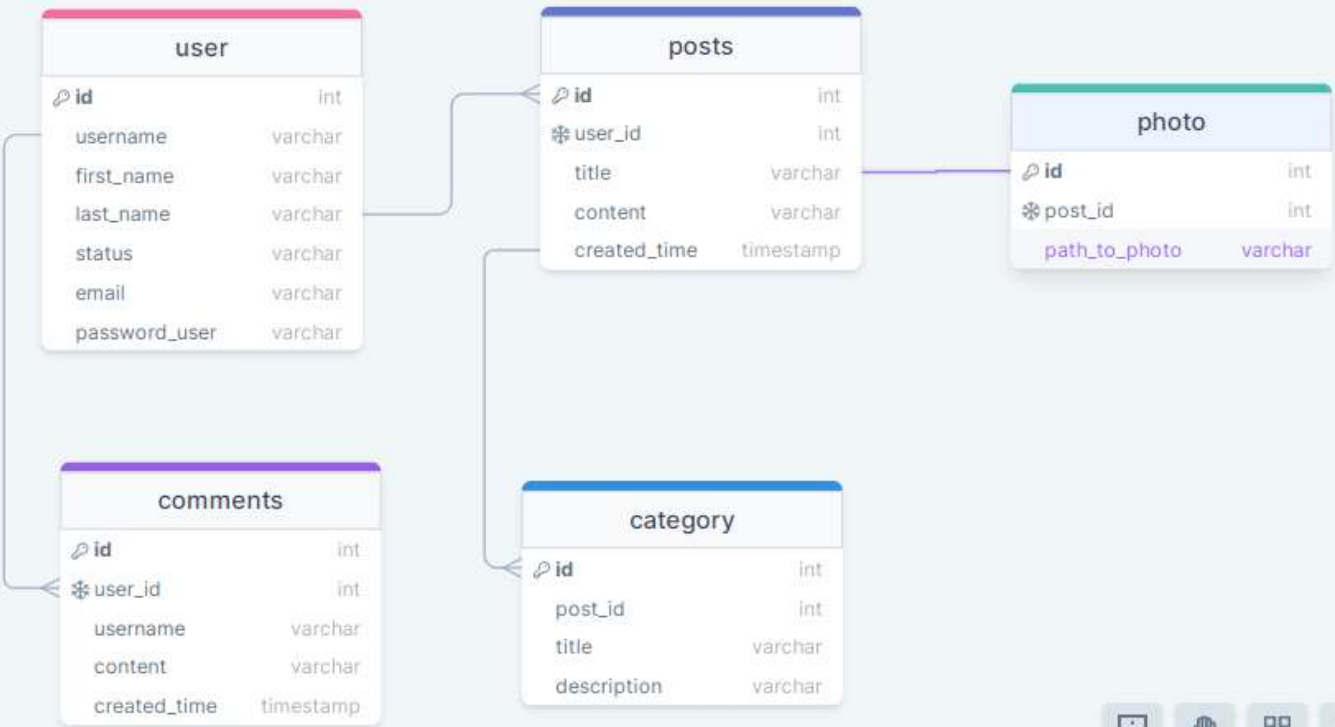 user
id int
username varchar
first_name varchar
last_name varchar
status varchar
email varchar
password_user varchar
posts
id int
user_id int
title varchar
content varchar
created_time timestamp
photo
id int
post_id int
path_to_photo varchar
comments
id int
user_id int
username varchar
content varchar
created_time timestamp
category
id int
post_id int
title varchar
description varchar